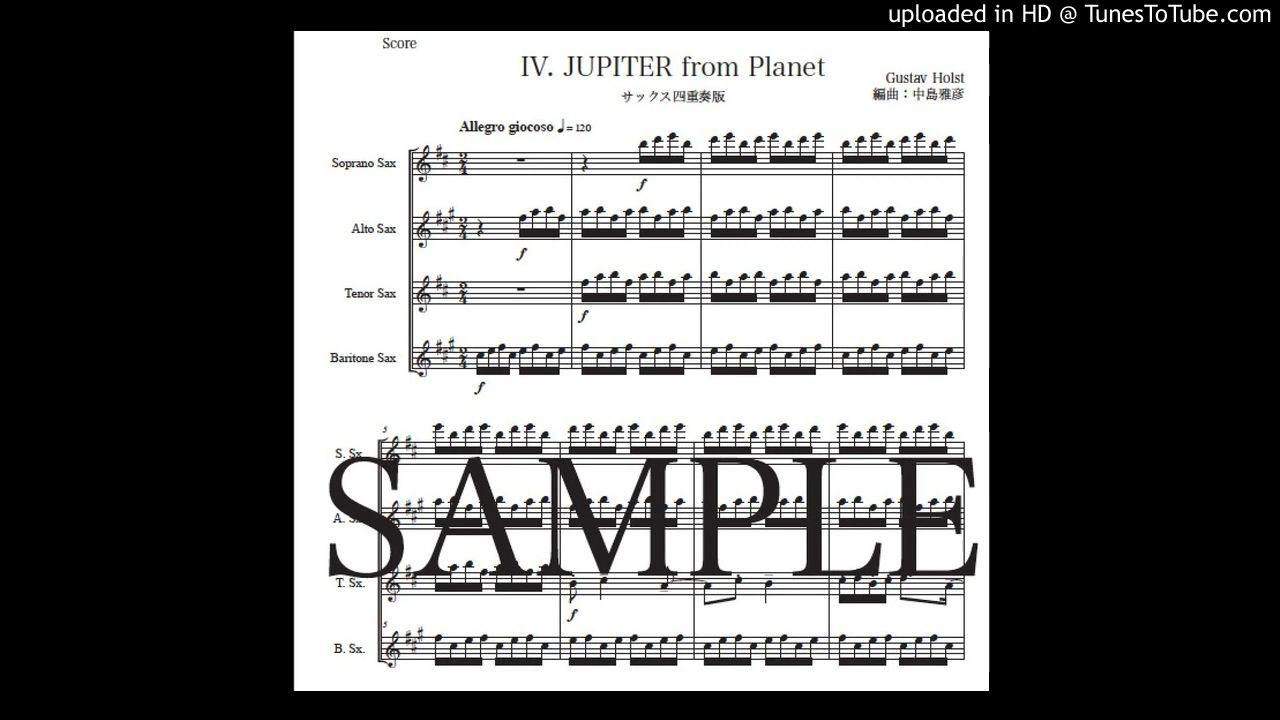 uploaded in HD @ TunesToTube.com
Score
IV. JUPITER from Planet
Gustav Holst
サックス四重奏版
編曲：中島雅彦
Allegro giocoso ♩= 120
Soprano Sax
f
Alto Sax
f
Tenor Sax
f
Baritone Sax
f
5
S. Sx.
SAMPLE
A. Sx.
T. Sx.
f
5
B. Sx.